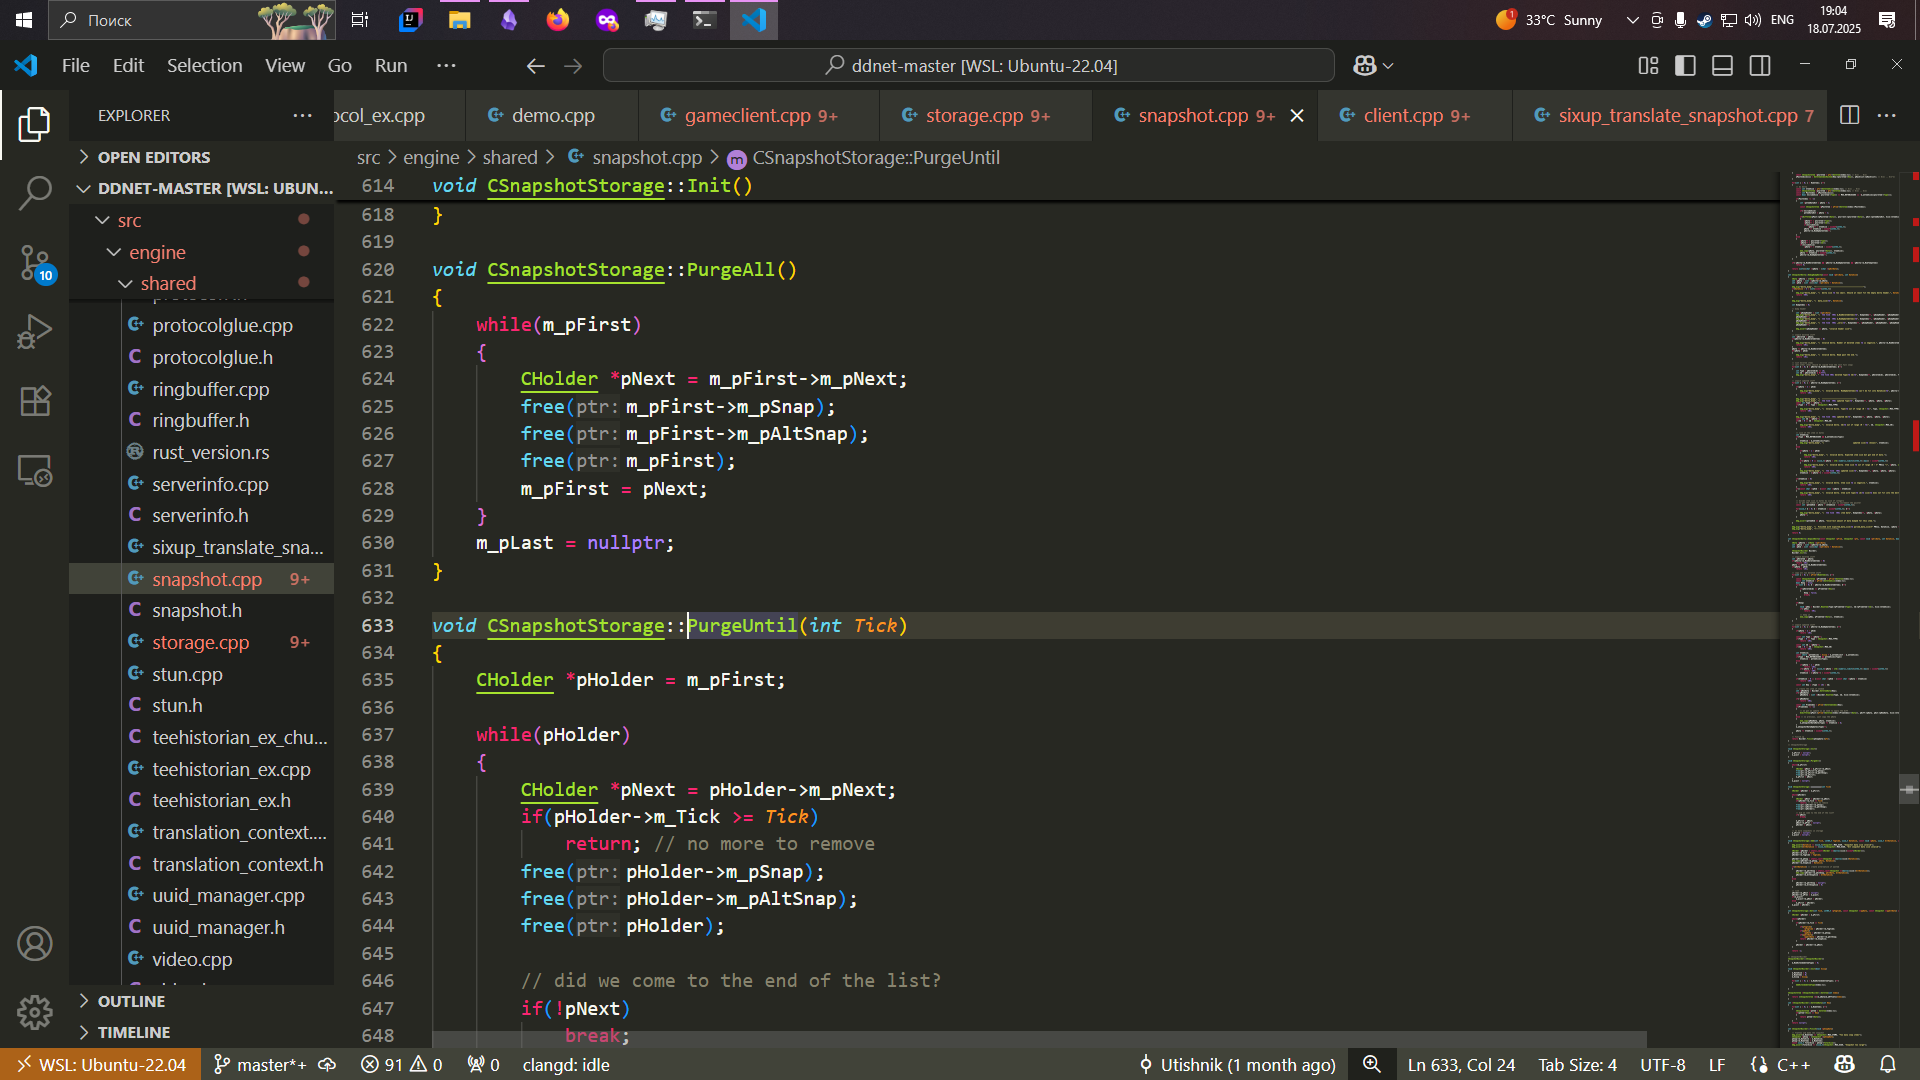 Поиск
33°C Sunny
ENG
19:04
18.07.2025
File Edit Selection View Go Run ···
ddnet-master [WSL: Ubuntu-22.04]
EXPLORER
ocol_ex.cpp
demo.cpp
gameclient.cpp 9+
storage.cpp 9+
snapshot.cpp 9+
client.cpp 9+
sixup_translate_snapshot.cpp 7
OPEN EDITORS
DDNET-MASTER [WSL: UBUN...
src
engine
shared
protocolglue.cpp
protocolglue.h
ringbuffer.cpp
ringbuffer.h
rust_version.rs
serverinfo.cpp
serverinfo.h
sixup_translate_sna...
snapshot.cpp 9+
snapshot.h
storage.cpp 9+
stun.cpp
stun.h
teehistorian_ex_chu...
teehistorian_ex.cpp
teehistorian_ex.h
translation_context....
translation_context.h
uuid_manager.cpp
uuid_manager.h
video.cpp
OUTLINE
TIMELINE
10
src > engine > shared > snapshot.cpp > CSnapshotStorage::PurgeUntil
614 void CSnapshotStorage::Init()
618 }
619
620 void CSnapshotStorage::PurgeAll()
621 {
622 while(m_pFirst)
623 {
624 CHolder *pNext = m_pFirst->m_pNext;
625 free(ptr: m_pFirst->m_pSnap);
626 free(ptr: m_pFirst->m_pAltSnap);
627 free(ptr: m_pFirst);
628 m_pFirst = pNext;
629 }
630 m_pLast = nullptr;
631 }
632
633 void CSnapshotStorage::PurgeUntil(int Tick)
634 {
635 CHolder *pHolder = m_pFirst;
636
637 while(pHolder)
638 {
639 CHolder *pNext = pHolder->m_pNext;
640 if(pHolder->m_Tick >= Tick)
641 return; // no more to remove
642 free(ptr: pHolder->m_pSnap);
643 free(ptr: pHolder->m_pAltSnap);
644 free(ptr: pHolder);
645
646 // did we come to the end of the list?
647 if(!pNext)
648 break;
WSL: Ubuntu-22.04
master*+
91 0
0
clangd: idle
Utishnik (1 month ago)
Ln 633, Col 24
Tab Size: 4
UTF-8
LF
C++